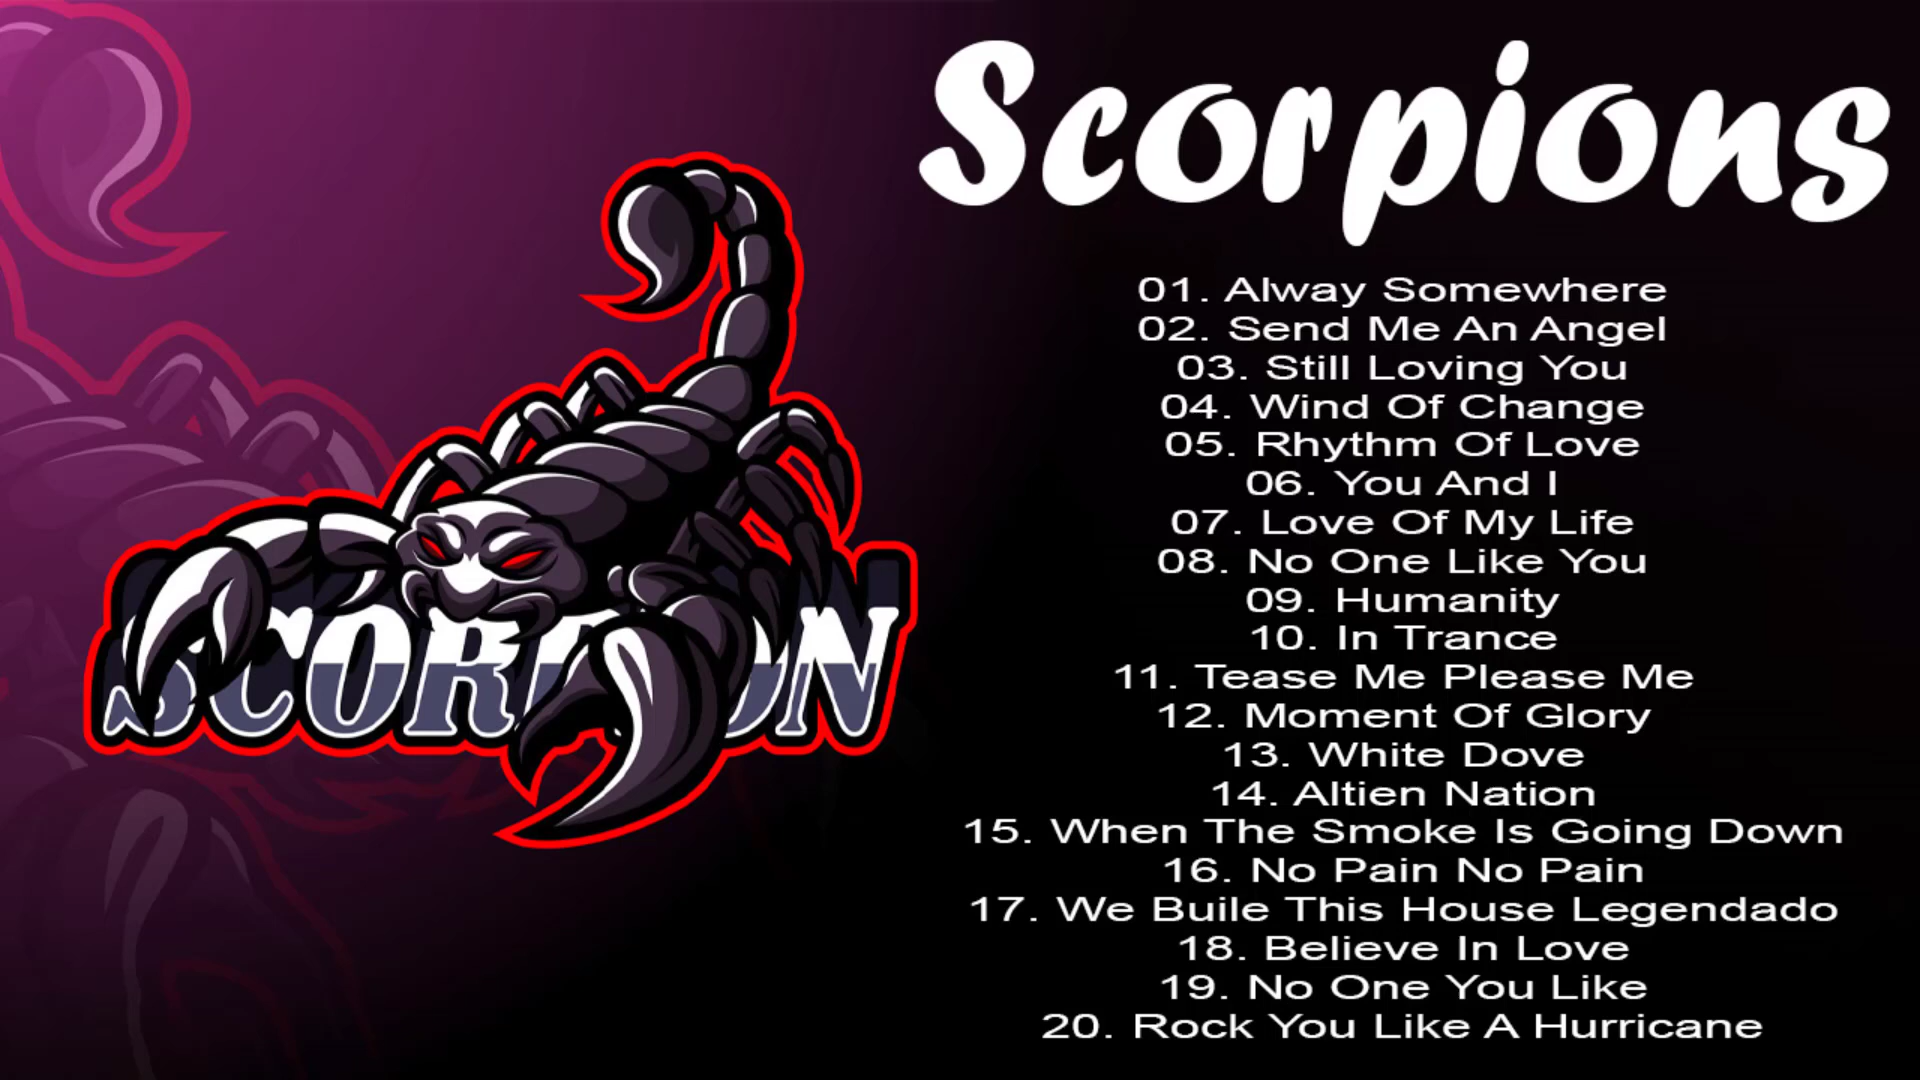 Scorpions
01. Alway Somewhere
02. Send Me An Angel
03. Still Loving You
04. Wind Of Change
05. Rhythm Of Love
06. You And I
07. Love Of My Life
08. No One Like You
09. Humanity
10. In Trance
11. Tease Me Please Me
12. Moment Of Glory
13. White Dove
14. Altien Nation
15. When The Smoke Is Going Down
16. No Pain No Pain
17. We Buile This House Legendado
18. Believe In Love
19. No One You Like
20. Rock You Like A Hurricane
SCORPION